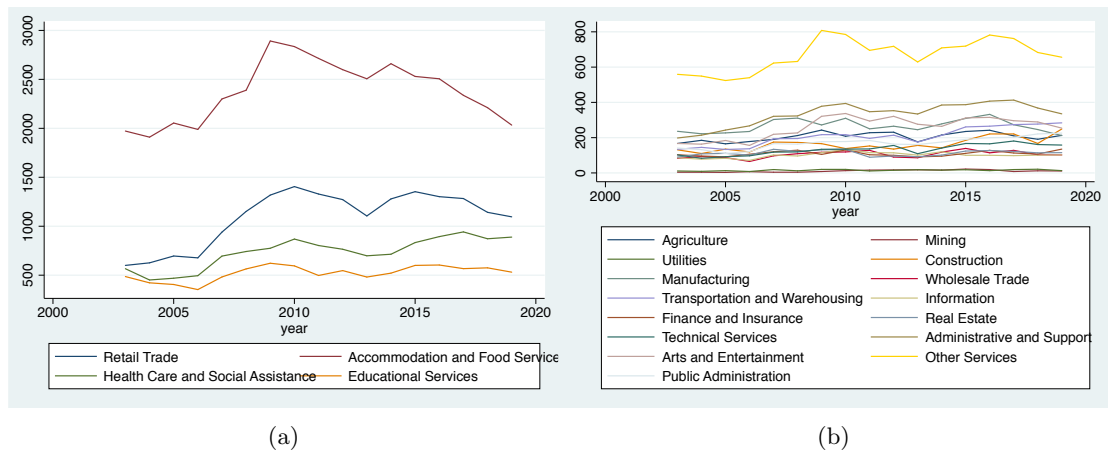 3000
2500
2000
1500
1000
500
2000 2005 2010 2015 2020
year
Retail Trade Accommodation and Food Service
Health Care and Social Assistance Educational Services
(a)
800
600
400
200
0
2000 2005 2010 2015 2020
year
Agriculture Mining
Utilities Construction
Manufacturing Wholesale Trade
Transportation and Warehousing Information
Finance and Insurance Real Estate
Technical Services Administrative and Support
Arts and Entertainment Other Services
Public Administration
(b)